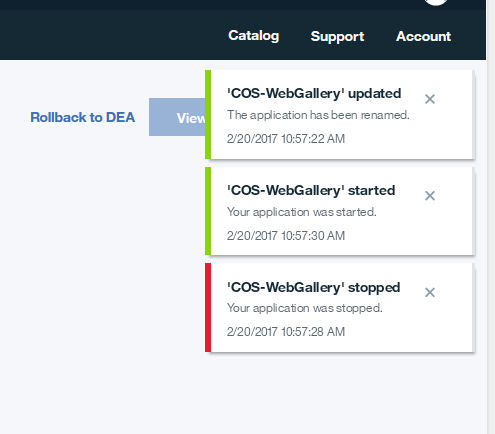 Catalog Support Account
Rollback to DEA View
'COS-WebGallery' updated
The application has been renamed.
2/20/2017 10:57:22 AM
'COS-WebGallery' started
Your application was started.
2/20/2017 10:57:30 AM
'COS-WebGallery' stopped
Your application was stopped.
2/20/2017 10:57:28 AM